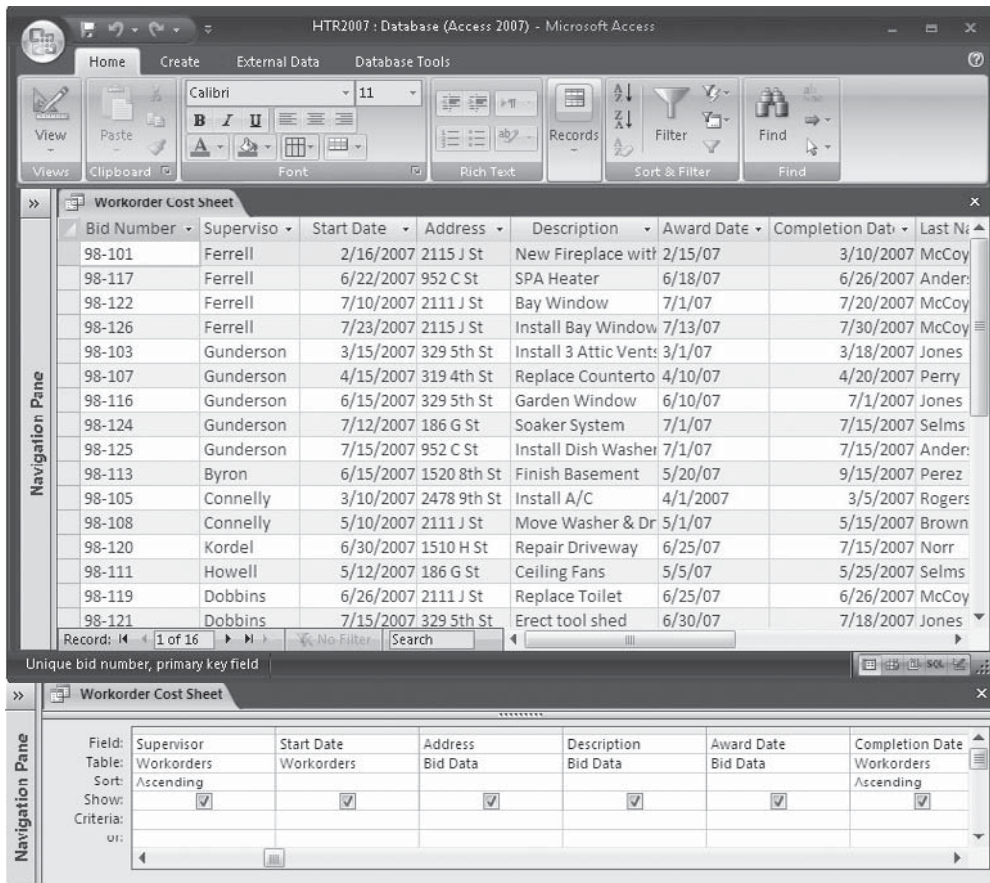 HTR2007 : Database (Access 2007) - Microsoft Access
Home Create External Data Database Tools
Calibri 11
B I U
View Paste Records Filter Find
Views Clipboard Font Rich Text Sort & Filter Find
Workorder Cost Sheet
Bid Number Superviso Start Date Address Description Award Date Completion Dat Last Na
98-101 Ferrell 2/16/2007 2115 J St New Fireplace with 2/15/07 3/10/2007 McCoy
98-117 Ferrell 6/22/2007 952 C St SPA Heater 6/18/07 6/26/2007 Anders
98-122 Ferrell 7/10/2007 2111 J St Bay Window 7/1/07 7/20/2007 McCoy
98-126 Ferrell 7/23/2007 2115 J St Install Bay Window 7/13/07 7/30/2007 McCoy
98-103 Gunderson 3/15/2007 329 5th St Install 3 Attic Vents 3/1/07 3/18/2007 Jones
98-107 Gunderson 4/15/2007 319 4th St Replace Counterto 4/10/07 4/20/2007 Perry
98-116 Gunderson 6/15/2007 329 5th St Garden Window 6/10/07 7/1/2007 Jones
98-124 Gunderson 7/12/2007 186 G St Soaker System 7/1/07 7/15/2007 Selms
98-125 Gunderson 7/15/2007 952 C St Install Dish Washer 7/1/07 7/15/2007 Anders
98-113 Byron 6/15/2007 1520 8th St Finish Basement 5/20/07 9/15/2007 Perez
98-105 Connelly 3/10/2007 2478 9th St Install A/C 4/1/2007 3/5/2007 Rogers
98-108 Connelly 5/10/2007 2111 J St Move Washer & Dr 5/1/07 5/15/2007 Brown
98-120 Kordel 6/30/2007 1510 H St Repair Driveway 6/25/07 7/15/2007 Norr
98-111 Howell 5/12/2007 186 G St Ceiling Fans 5/5/07 5/25/2007 Selms
98-119 Dobbins 6/26/2007 2111 J St Replace Toilet 6/25/07 6/26/2007 McCoy
98-121 Dobbins 7/15/2007 329 5th St Erect tool shed 6/30/07 7/18/2007 Jones
Navigation Pane
Record: 1 of 16 No Filter Search
Unique bid number, primary key field SQL
Workorder Cost Sheet
Navigation Pane
Field: Supervisor Start Date Address Description Award Date Completion Date
Table: Workorders Workorders Bid Data Bid Data Bid Data Workorders
Sort: Ascending Ascending
Show:
Criteria:
or: